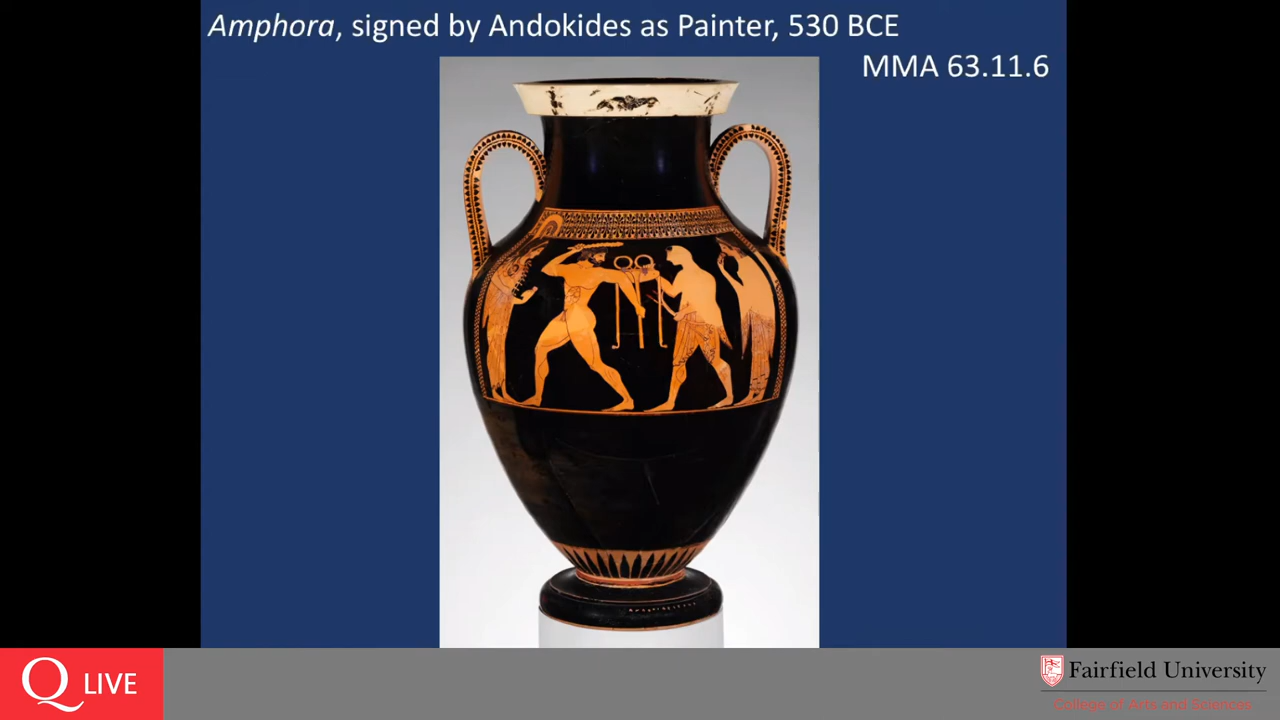 Amphora, signed by Andokides as Painter, 530 BCE
MMA 63.11.6
Q LIVE
Fairfield University
College of Arts and Sciences